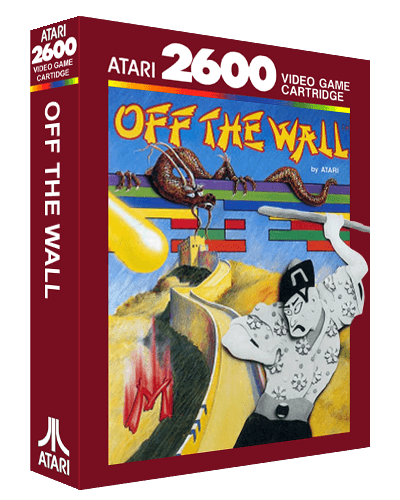 ATARI
2600
VIDEO GAME
CARTRIDGE
OFF THE WALL
ATARI
ATARI 2600 VIDEO GAME
CARTRIDGE
OFF THE WALL
by ATARI
M